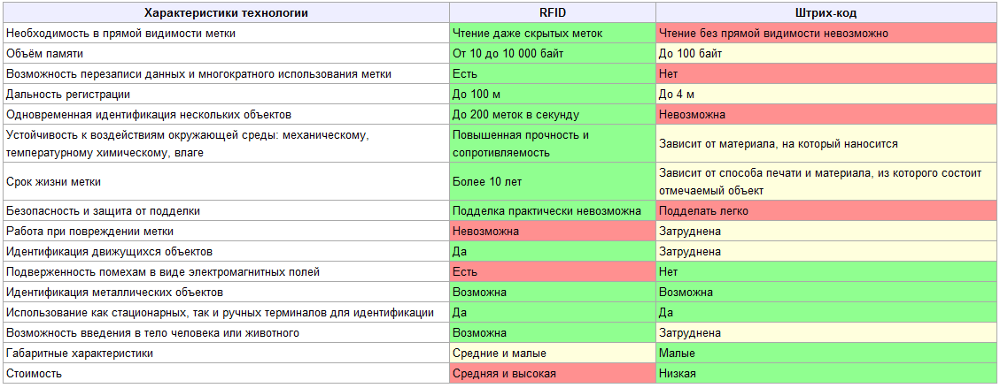 Характеристики технологии RFID Штрих-код
Необходимость в прямой видимости метки Чтение даже скрытых меток Чтение без прямой видимости невозможно
Объём памяти От 10 до 10 000 байт До 100 байт
Возможность перезаписи данных и многократного использования метки Есть Нет
Дальность регистрации До 100 м До 4 м
Одновременная идентификация нескольких объектов До 200 меток в секунду Невозможна
Устойчивость к воздействиям окружающей среды: механическому,
температурному химическому, влаге
Повышенная прочность и
сопротивляемость
Зависит от материала, на который наносится
Срок жизни метки Более 10 лет
Зависит от способа печати и материала, из которого состоит
отмечаемый объект
Безопасность и защита от подделки Подделка практически невозможна Подделать легко
Работа при повреждении метки Невозможна Затруднена
Идентификация движущихся объектов Да Затруднена
Подверженность помехам в виде электромагнитных полей Есть Нет
Идентификация металлических объектов Возможна Возможна
Использование как стационарных, так и ручных терминалов для идентификации Да Да
Возможность введения в тело человека или животного Возможна Затруднена
Габаритные характеристики Средние и малые Малые
Стоимость Средняя и высокая Низкая